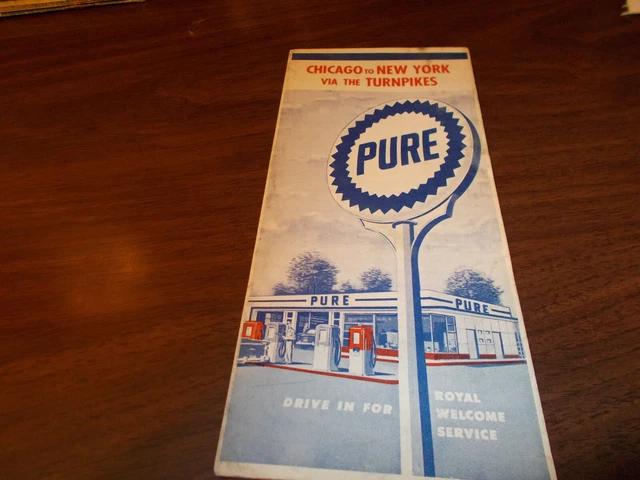 CHICAGO TO NEW YORK
VIA THE TURNPIKES
PURE
PURE
PURE
DRIVE IN FOR
ROYAL
WELCOME
SERVICE